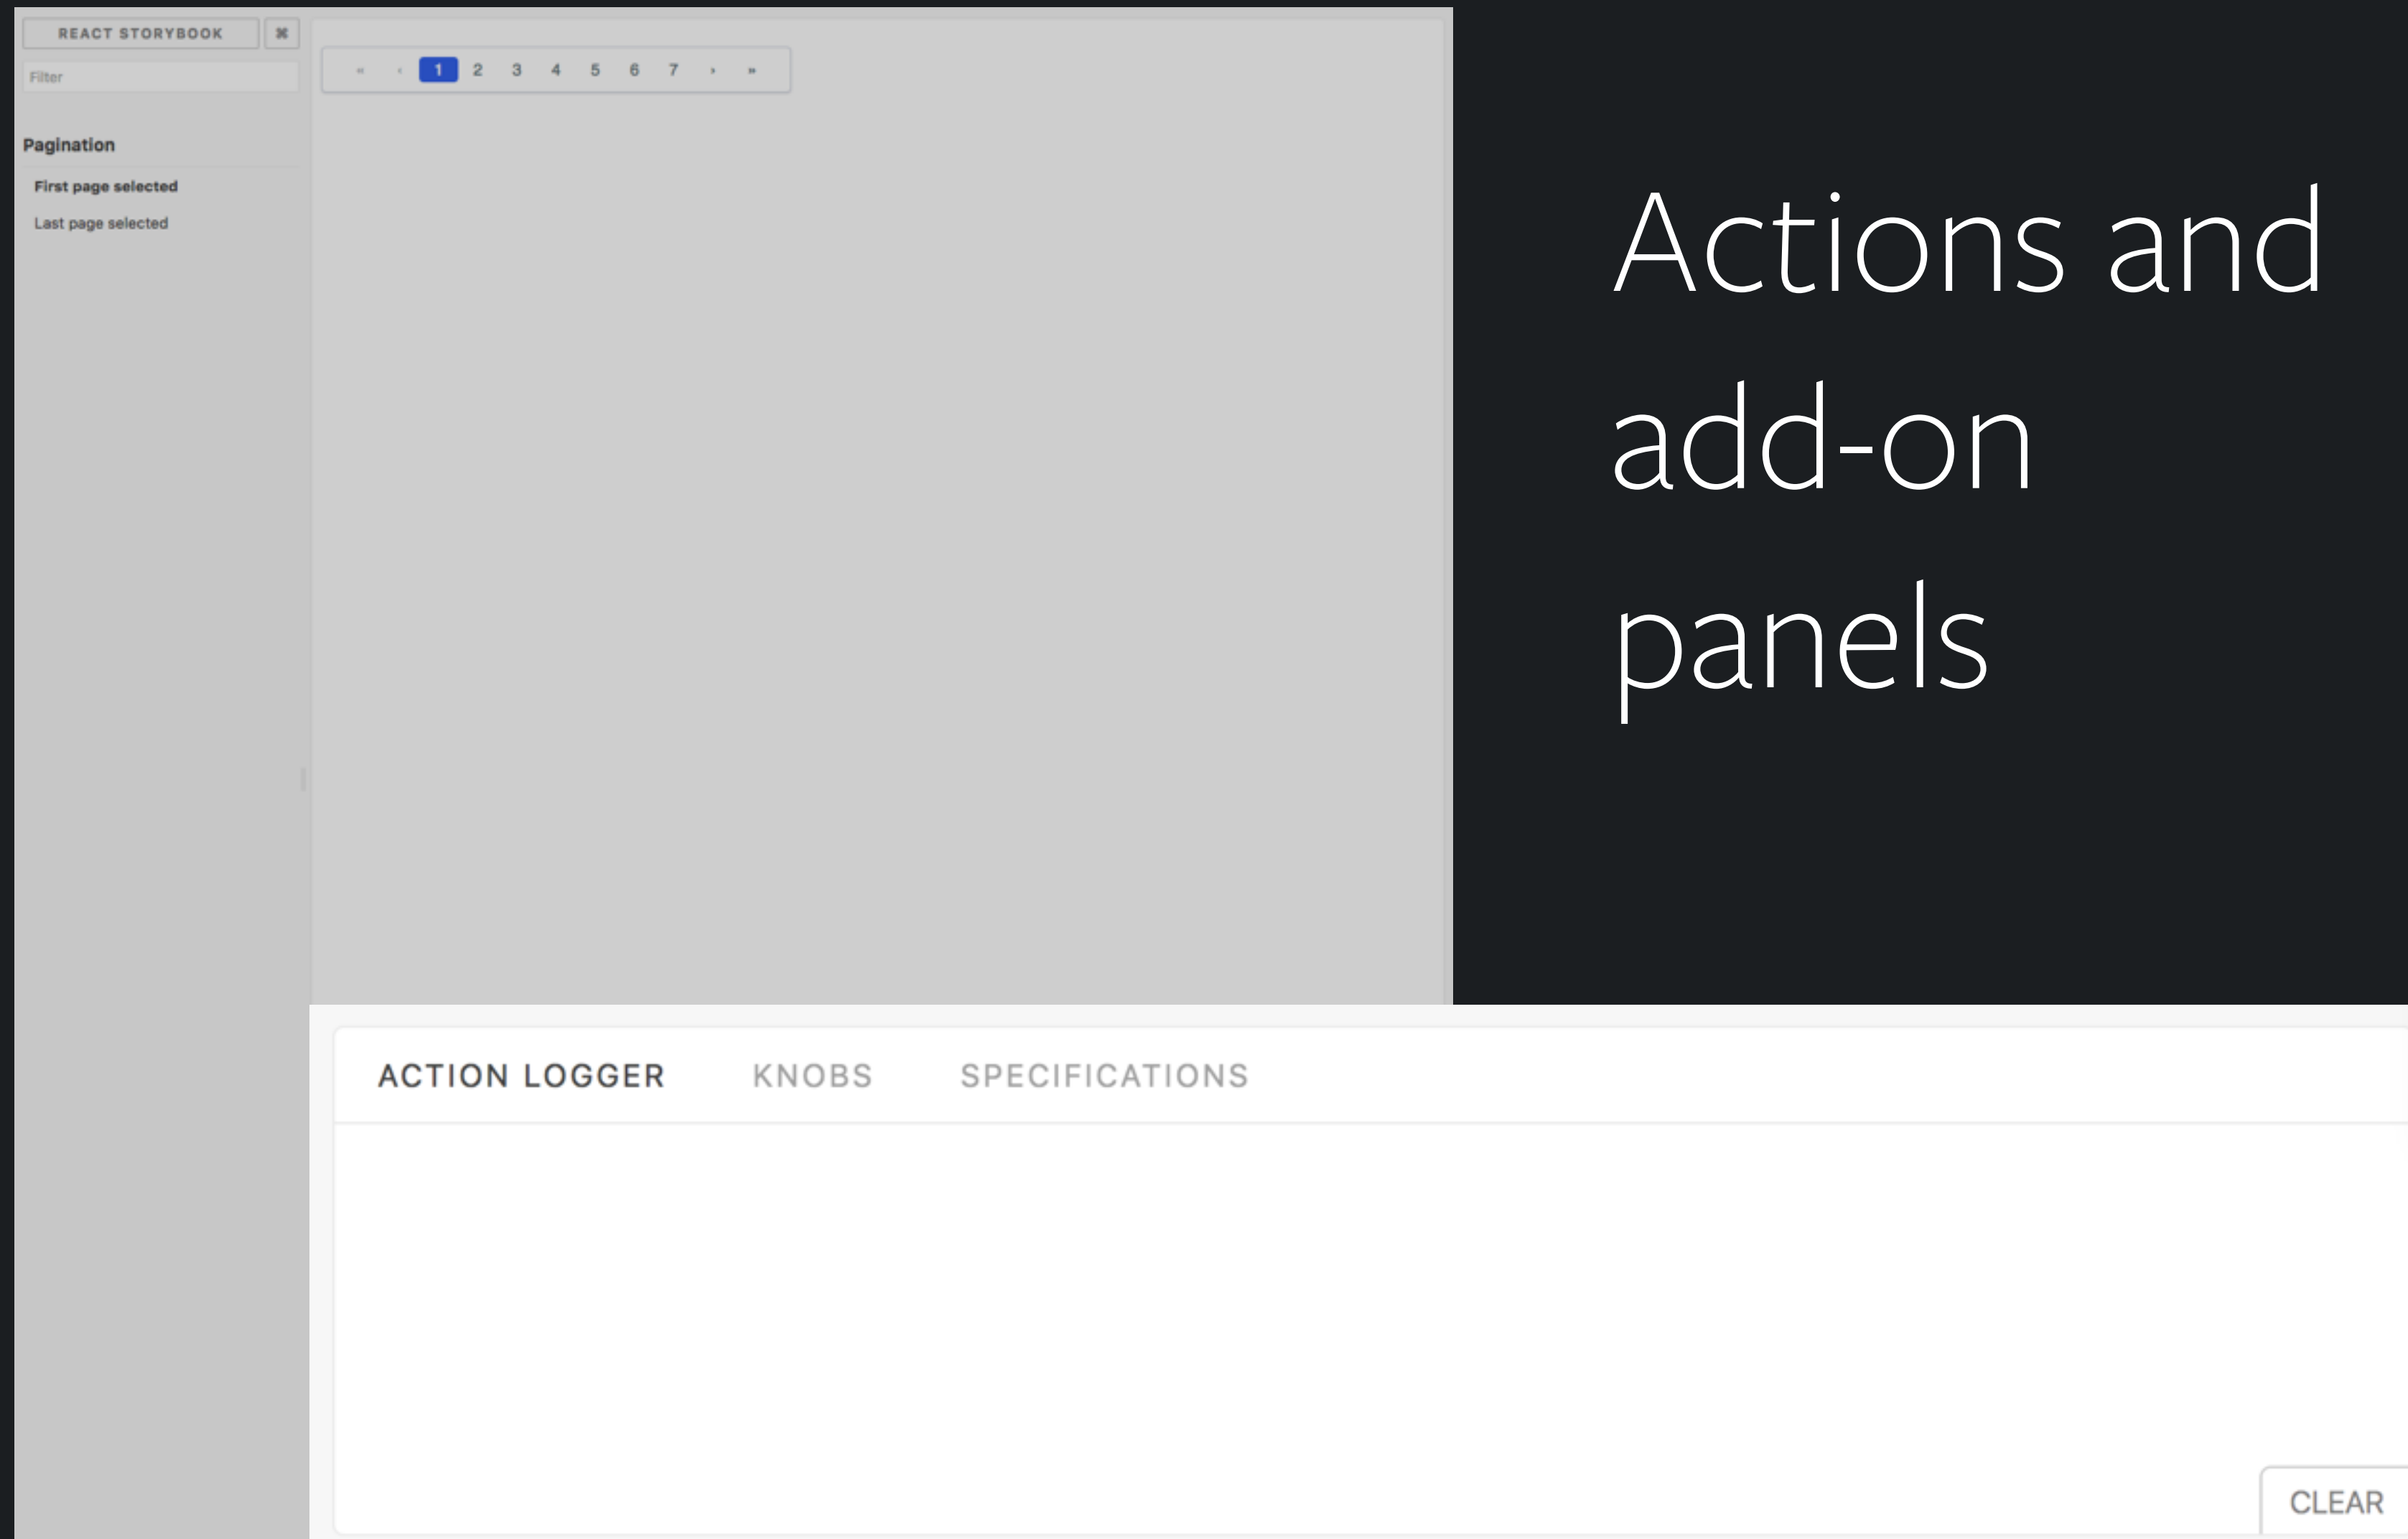 REACT STORYBOOK ⌘
Filter
Pagination
First page selected
Last page selected
« ‹ 1 2 3 4 5 6 7 › »
Actions and
add-on
panels
ACTION LOGGER KNOBS SPECIFICATIONS
CLEAR